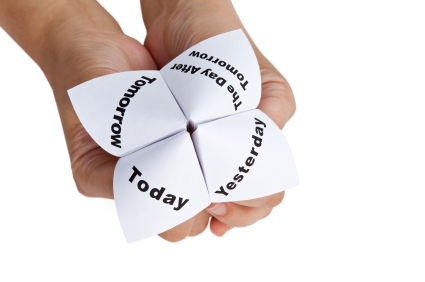 Tomorrow
The Day After
Tomorrow
Today
Yesterday